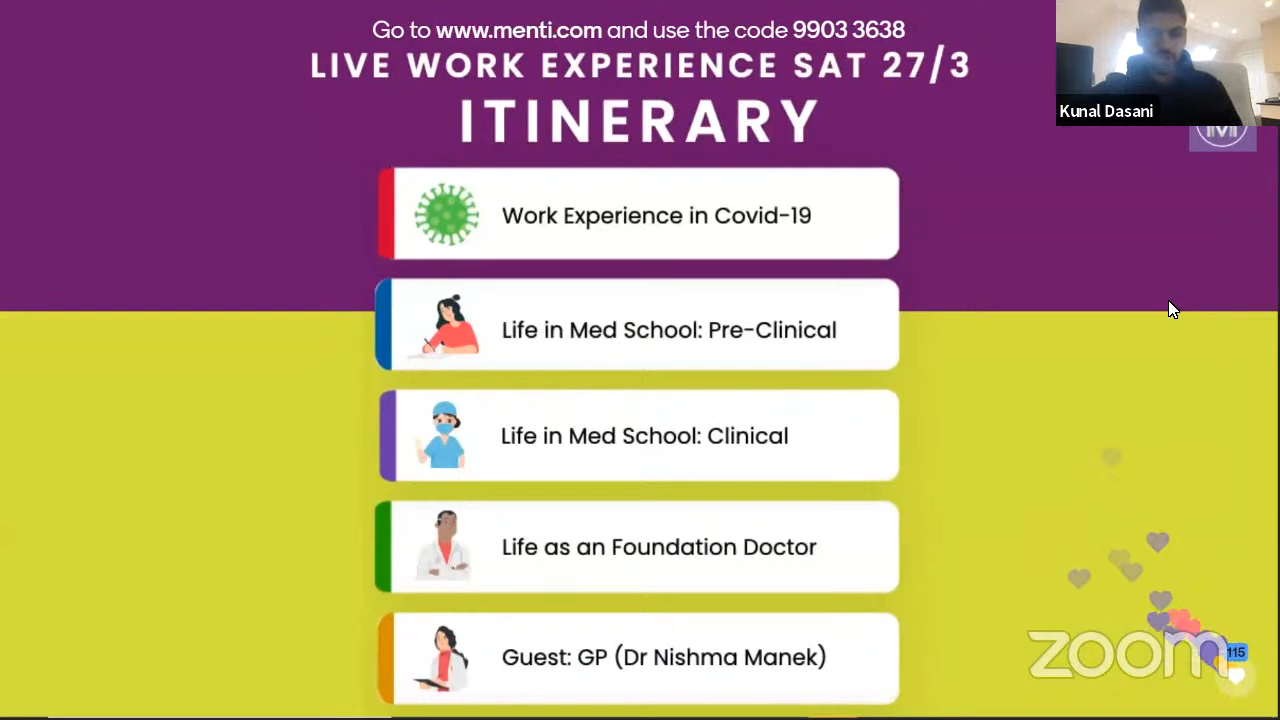 Go to www.menti.com and use the code 9903 3638
LIVE WORK EXPERIENCE SAT 27/3
ITINERARY
Kunal Dasani
Work Experience in Covid-19
Life in Med School: Pre-Clinical
Life in Med School: Clinical
Life as an Foundation Doctor
Guest: GP (Dr Nishma Manek)
zoom
115